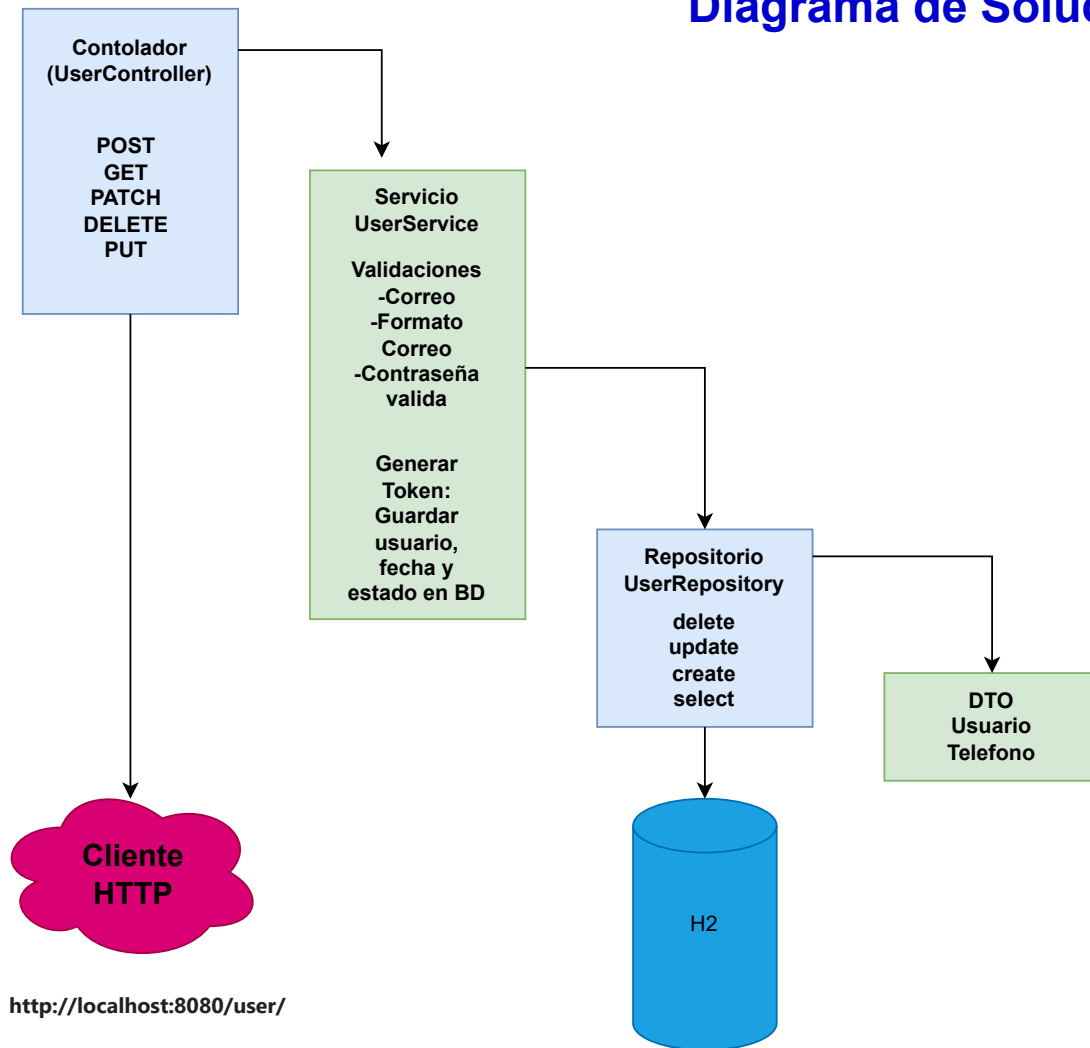 Diagrama de Soluc
Contolador
(UserController)
POST
GET
PATCH
DELETE
PUT
Servicio
UserService
Validaciones
-Correo
-Formato
Correo
-Contraseña
valida
Generar
Token:
Guardar
usuario,
fecha y
estado en BD
Repositorio
UserRepository
delete
update
create
select
DTO
Usuario
Telefono
Cliente
HTTP
H2
http://localhost:8080/user/